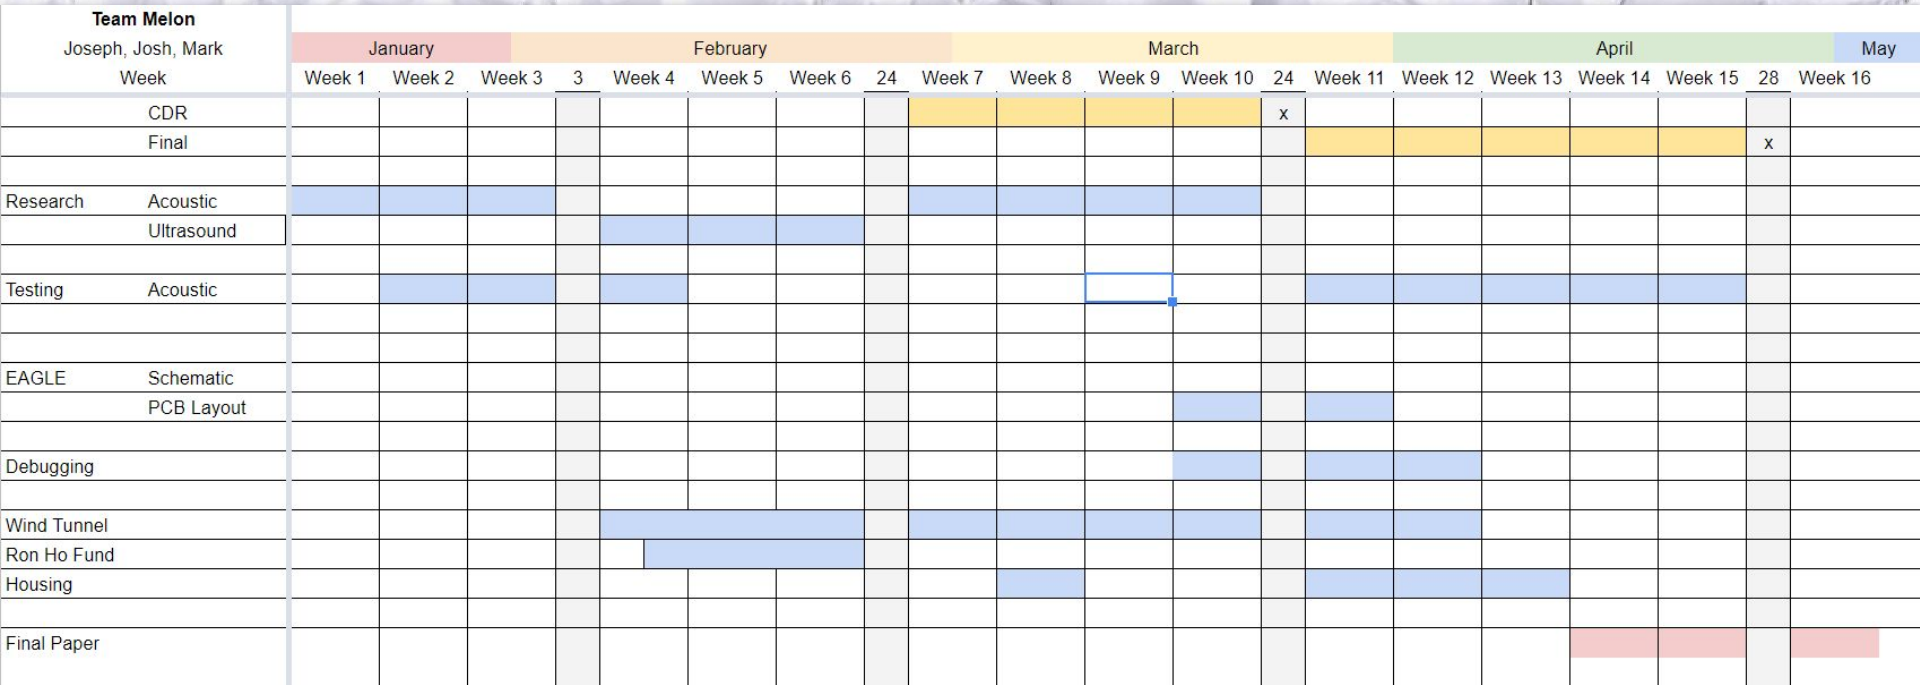 Team Melon
Joseph, Josh, Mark January February March April May
Week Week 1 Week 2 Week 3 3 Week 4 Week 5 Week 6 24 Week 7 Week 8 Week 9 Week 10 24 Week 11 Week 12 Week 13 Week 14 Week 15 28 Week 16
CDR x
Final x
Research Acoustic
Ultrasound
Testing Acoustic
EAGLE Schematic
PCB Layout
Debugging
Wind Tunnel
Ron Ho Fund
Housing
Final Paper